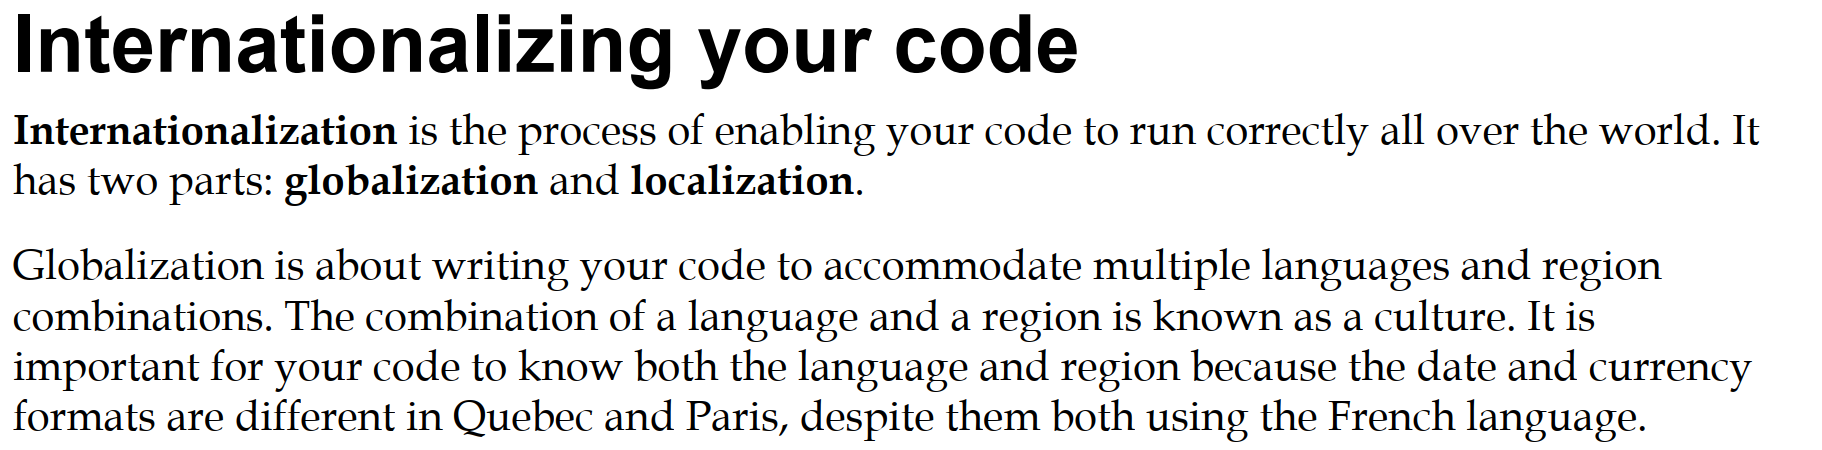 Internationalizing your code
Internationalization is the process of enabling your code to run correctly all over the world. It
has two parts: globalization and localization.
Globalization is about writing your code to accommodate multiple languages and region
combinations. The combination of a language and a region is known as a culture. It is
important for your code to know both the language and region because the date and currency
formats are different in Quebec and Paris, despite them both using the French language.